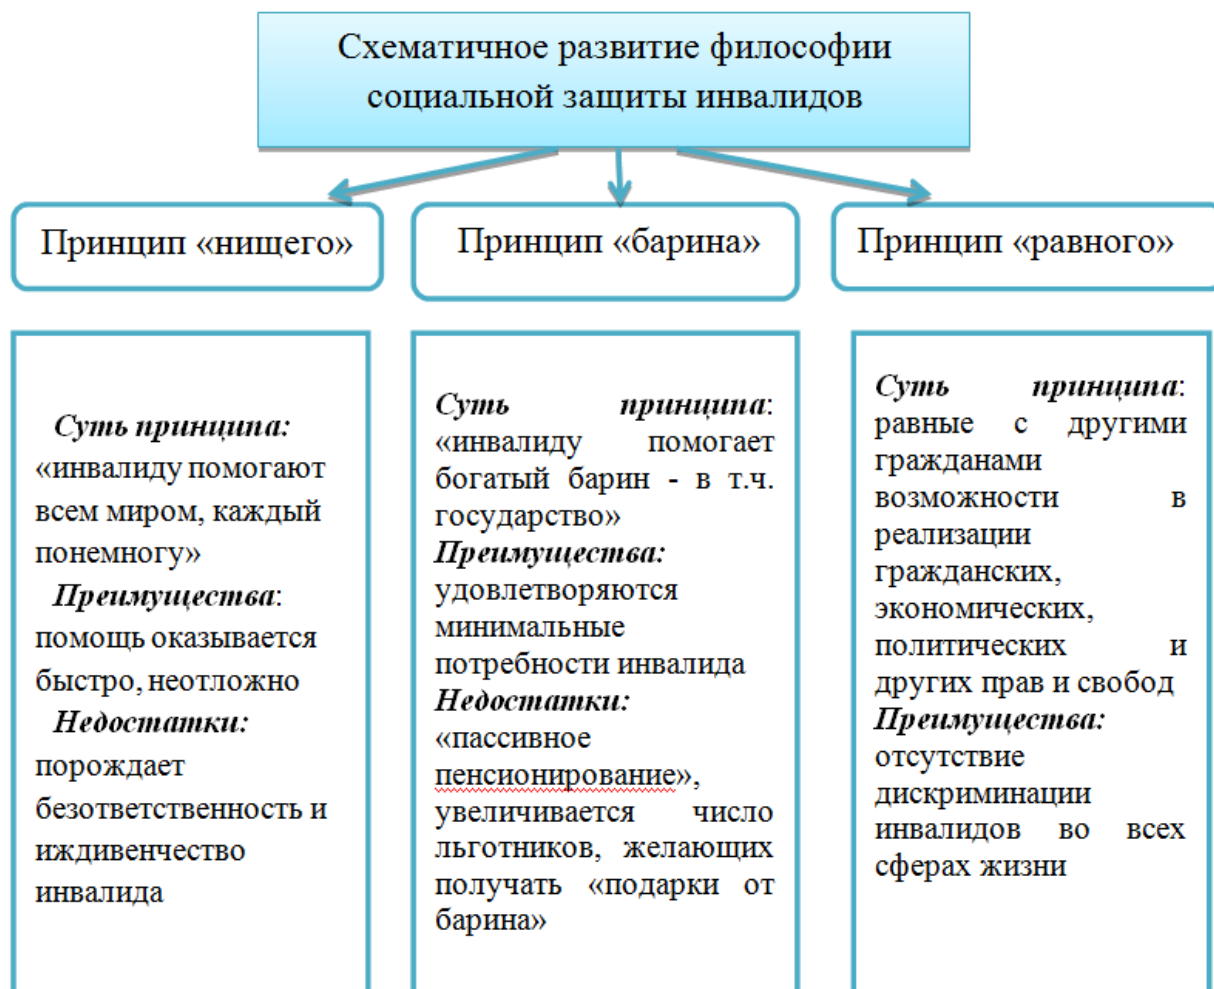 Схематичное развитие философии
социальной защиты инвалидов
Принцип «нищего»
Принцип «барина»
Принцип «равного»
Суть принципа:
«инвалиду помогают
всем миром, каждый
понемногу»
Преимущества:
помощь оказывается
быстро, неотложно
Недостатки:
порождает
безответственность и
иждивенчество
инвалида
Суть принципа:
«инвалиду помогает
богатый барин - в т.ч.
государство»
Преимущества:
удовлетворяются
минимальные
потребности инвалида
Недостатки:
«пассивное
пенсионирование»,
увеличивается число
льготников, желающих
получать «подарки от
барина»
Суть принципа:
равные с другими
гражданами
возможности в
реализации
гражданских,
экономических,
политических и
других прав и свобод
Преимущества:
отсутствие
дискриминации
инвалидов во всех
сферах жизни